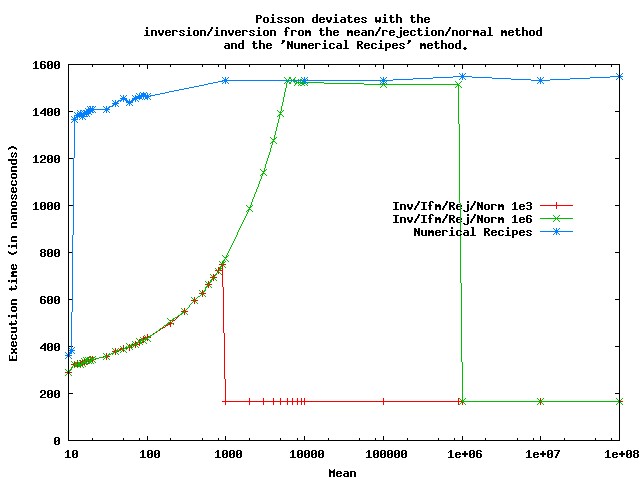 Poisson deviates with the
inversion/inversion from the mean/rejection/normal method
and the 'Numerical Recipes' method.
1600
1400
1200
1000
800
600
400
200
0
Execution time (in nanoseconds)
Inv/Ifm/Rej/Norm 1e3
Inv/Ifm/Rej/Norm 1e6
Numerical Recipes
10 100 1000 10000 100000 1e+06 1e+07 1e+08
Mean